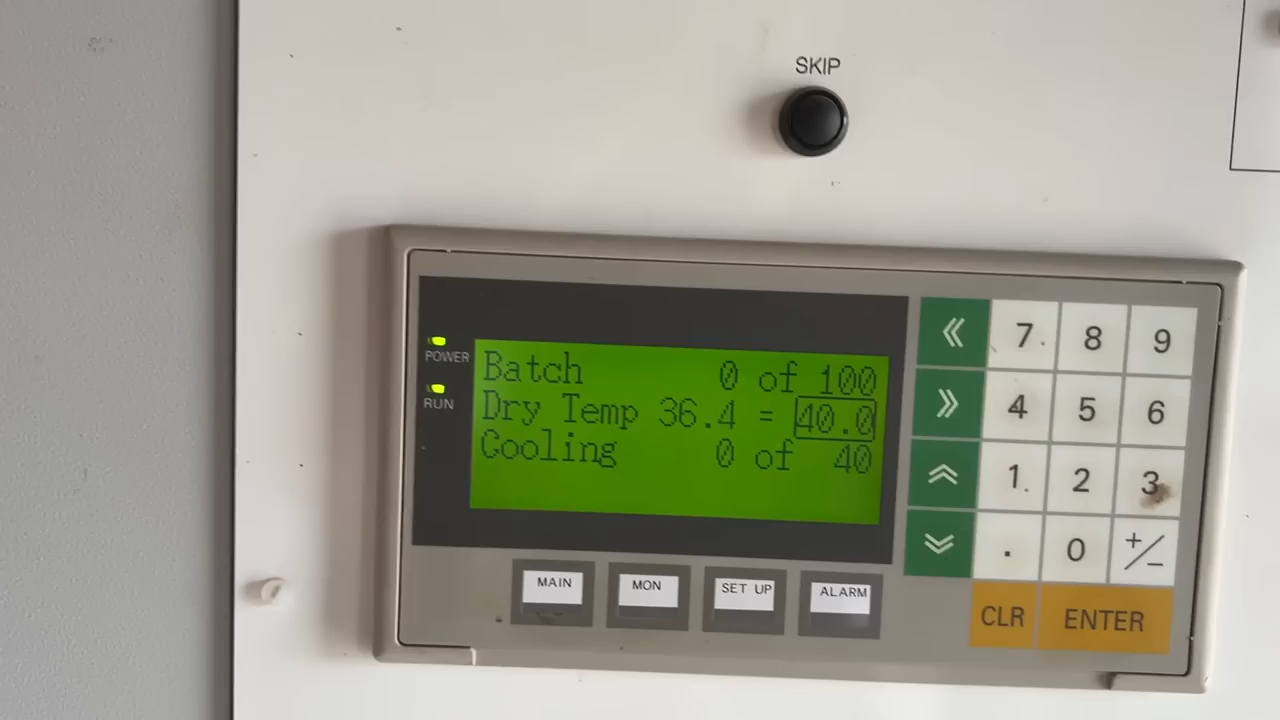 SKIP
POWER
RUN
Batch 0 of 100
Dry Temp 36.4 = 40.0
Cooling 0 of 40
7 8 9
4 5 6
1 2 3
. 0 +/-
CLR ENTER
MAIN MON SET UP ALARM